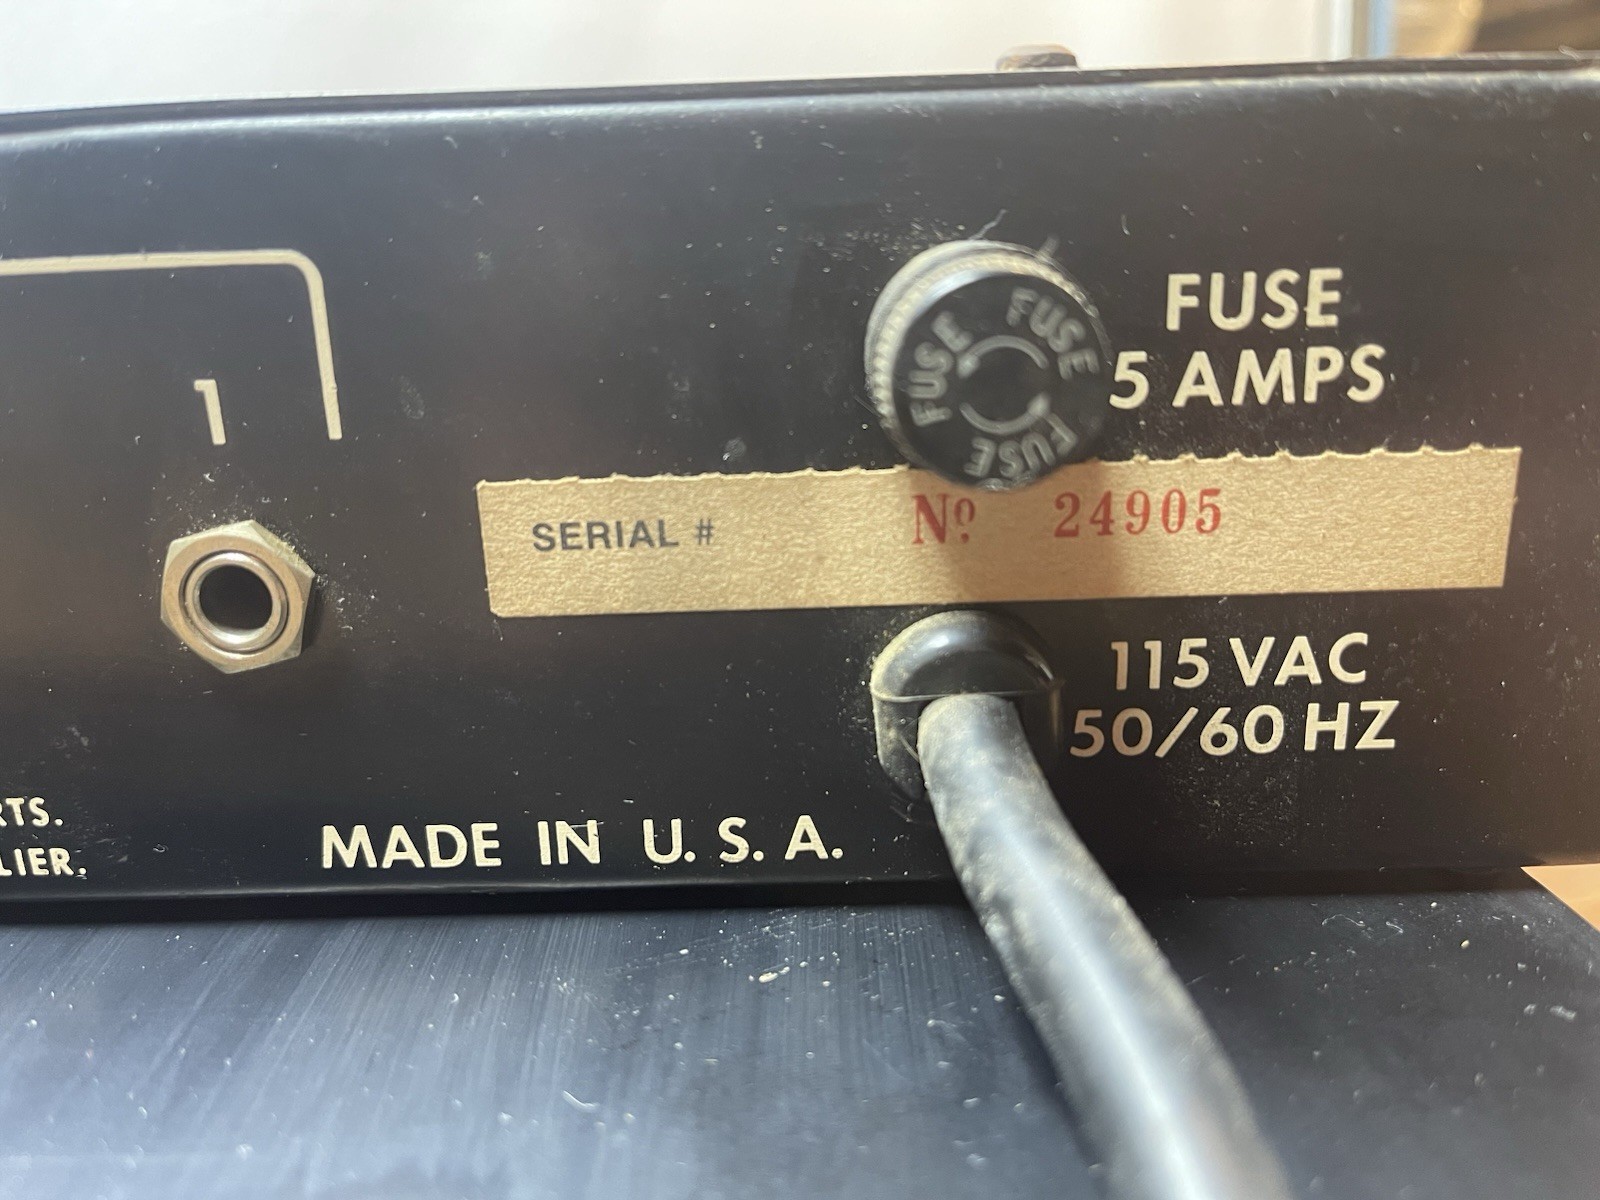 FUSE
5 AMPS
FUSE FUSE FUSE
1
SERIAL # Nº 24905
115 VAC
50/60 HZ
RTS.
LIER.
MADE IN U. S. A.